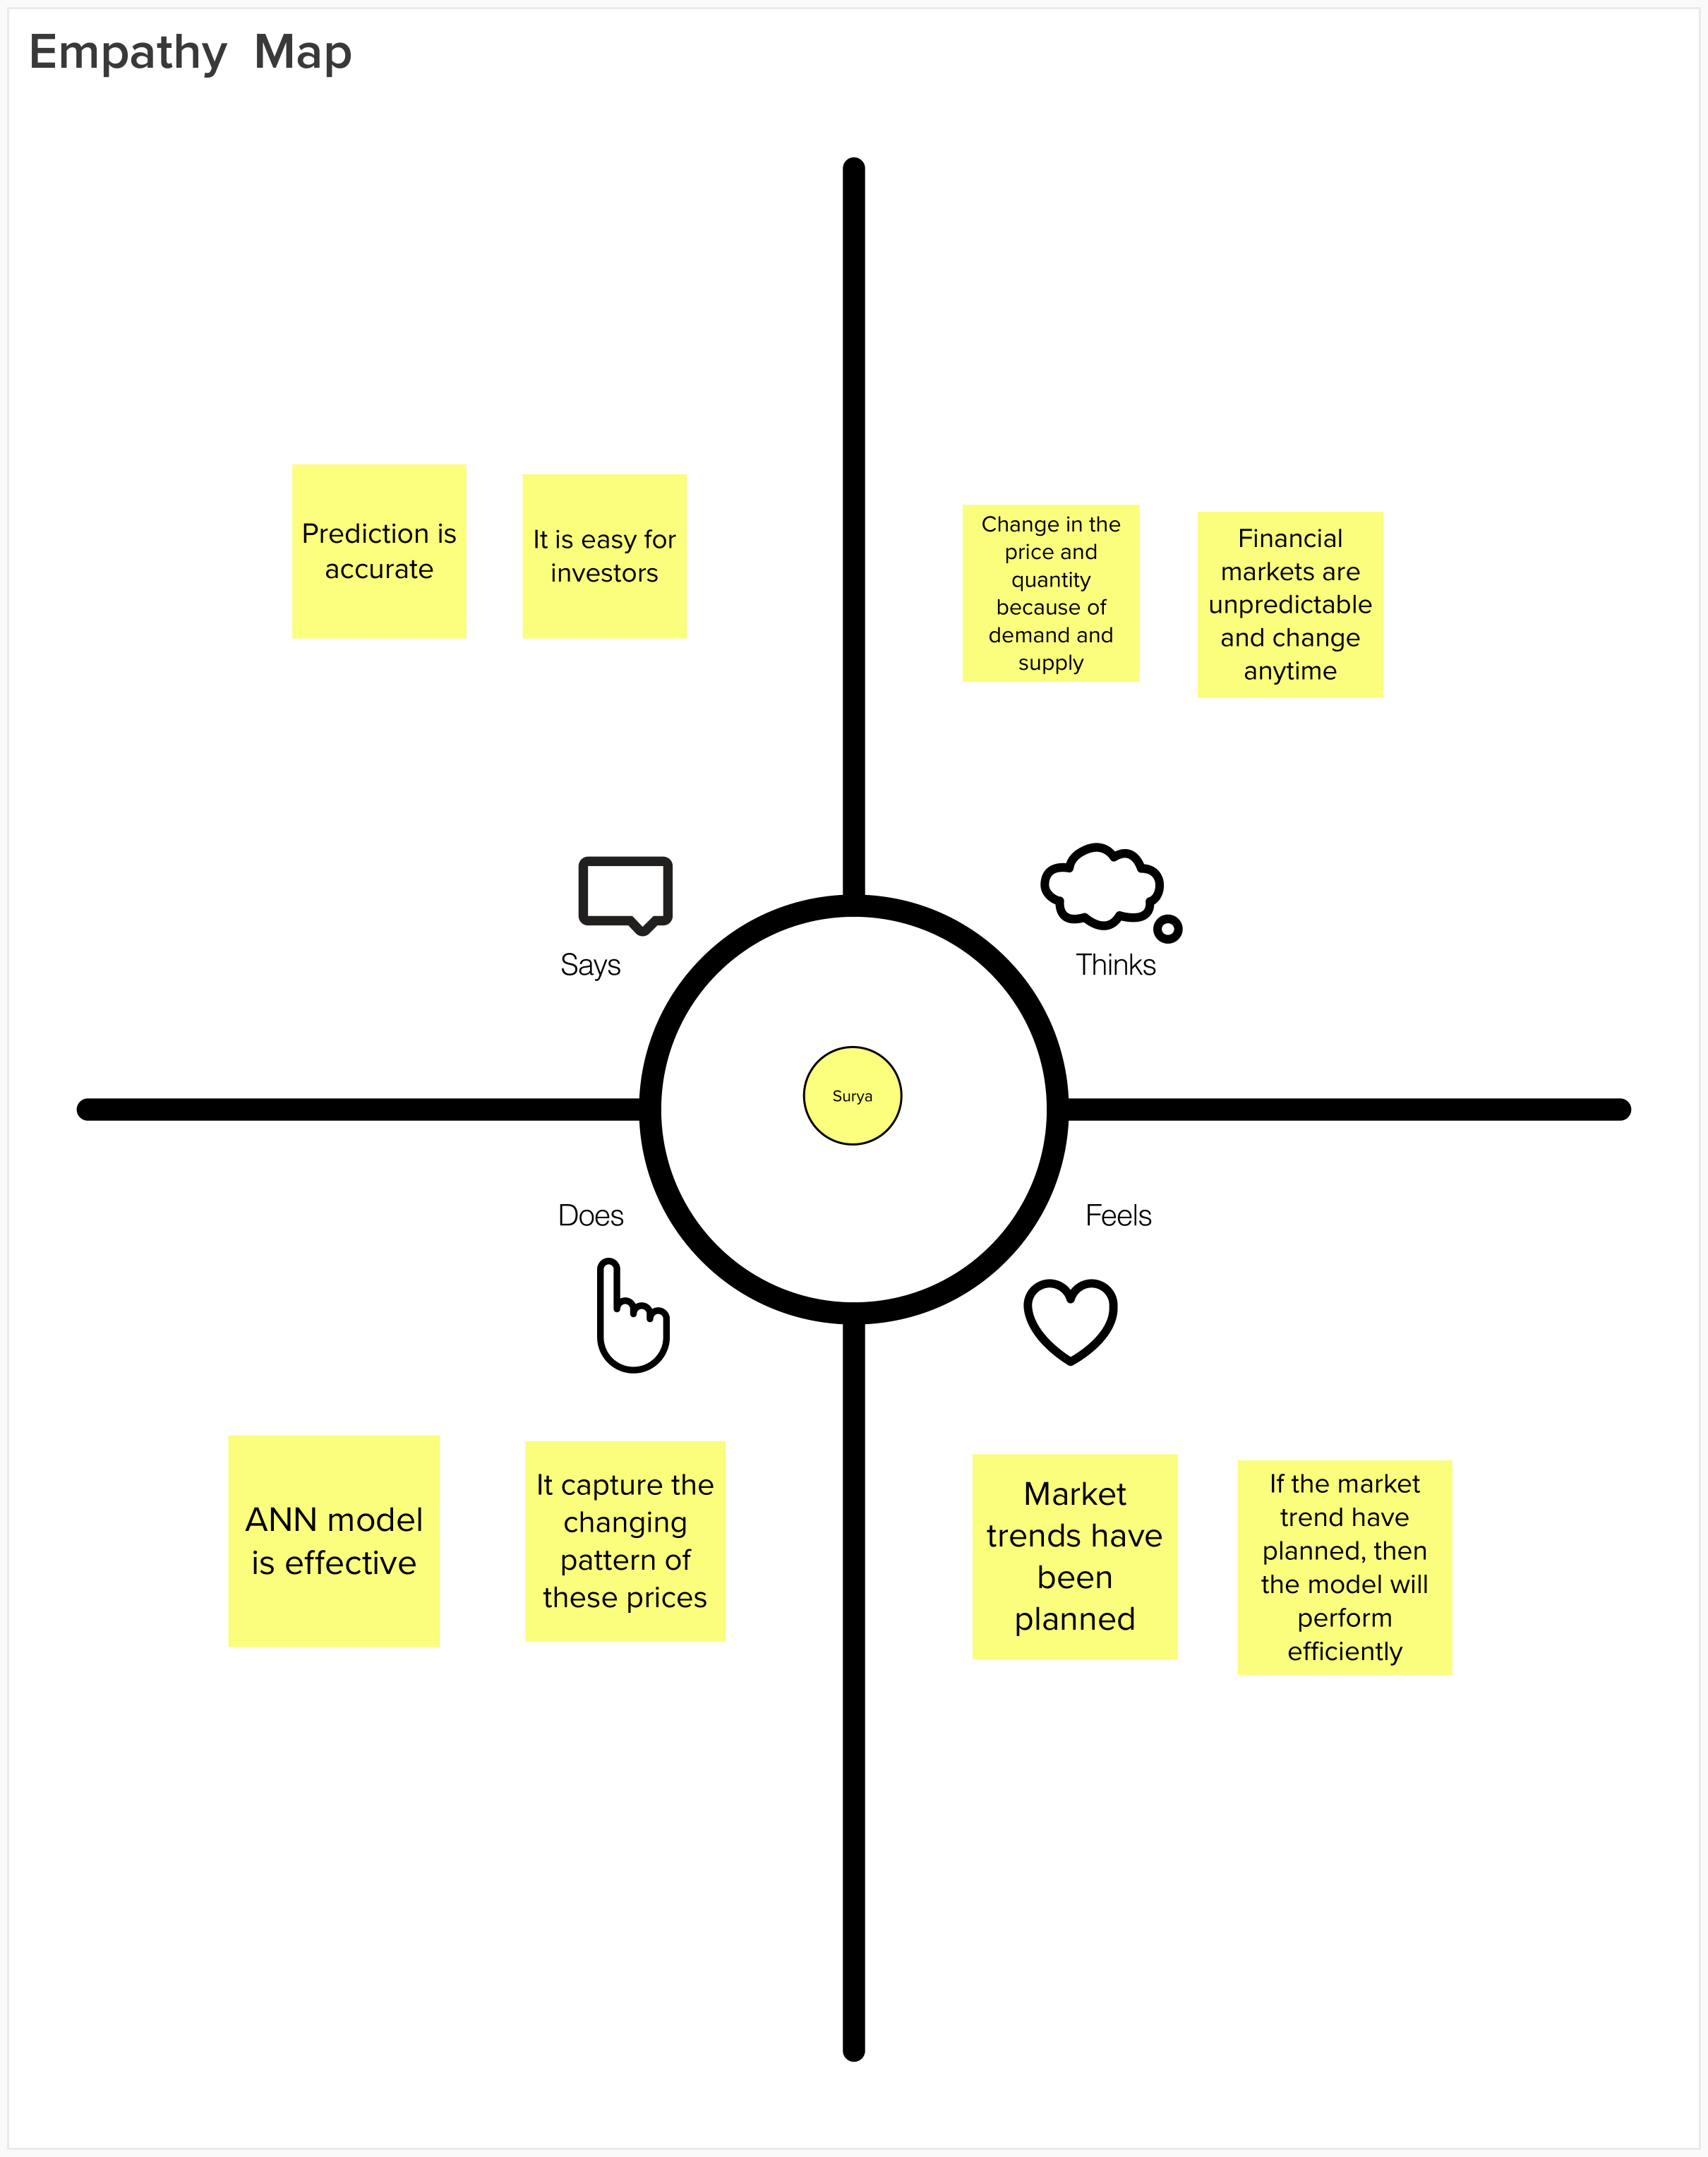 Empathy Map
Prediction is
accurate
It is easy for
investors
Change in the
price and
quantity
because of
demand and
supply
Financial
markets are
unpredictable
and change
anytime
Says
Thinks
Surya
Does
Feels
ANN model
is effective
It capture the
changing
pattern of
these prices
Market
trends have
been
planned
If the market
trend have
planned, then
the model will
perform
efficiently